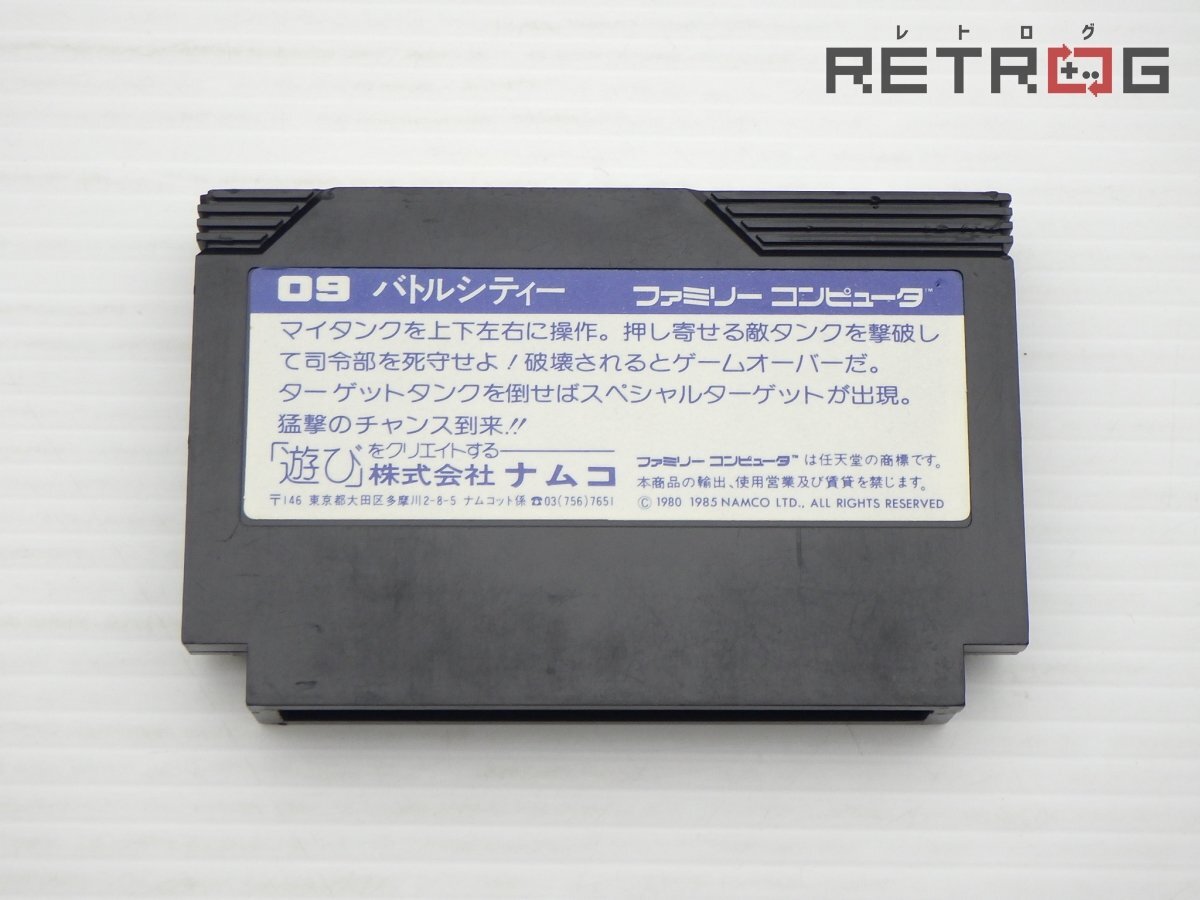 レトログ
RETROG
09 バトルシティー ファミリーコンピュータ™
マイタンクを上下左右に操作。押し寄せる敵タンクを撃破し
て司令部を死守せよ!破壊されるとゲームオーバーだ。
ターゲットタンクを倒せばスペシャルターゲットが出現。
猛撃のチャンス到来!!
「遊び」をクリエイトする
株式会社 ナムコ
〒146 東京都大田区多摩川2-8-5 ナムコット係 ☎03(756)7651
ファミリーコンピュータ™は任天堂の商標です。
本商品の輸出、使用営業及び賃貸を禁じます。
© 1980 1985 NAMCO LTD., ALL RIGHTS RESERVED